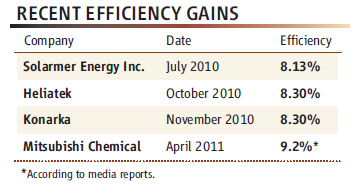 RECENT EFFICIENCY GAINS
Company Date Efficiency
Solarmer Energy Inc. July 2010 8.13%
Heliatek October 2010 8.30%
Konarka November 2010 8.30%
Mitsubishi Chemical April 2011 9.2%*
*According to media reports.